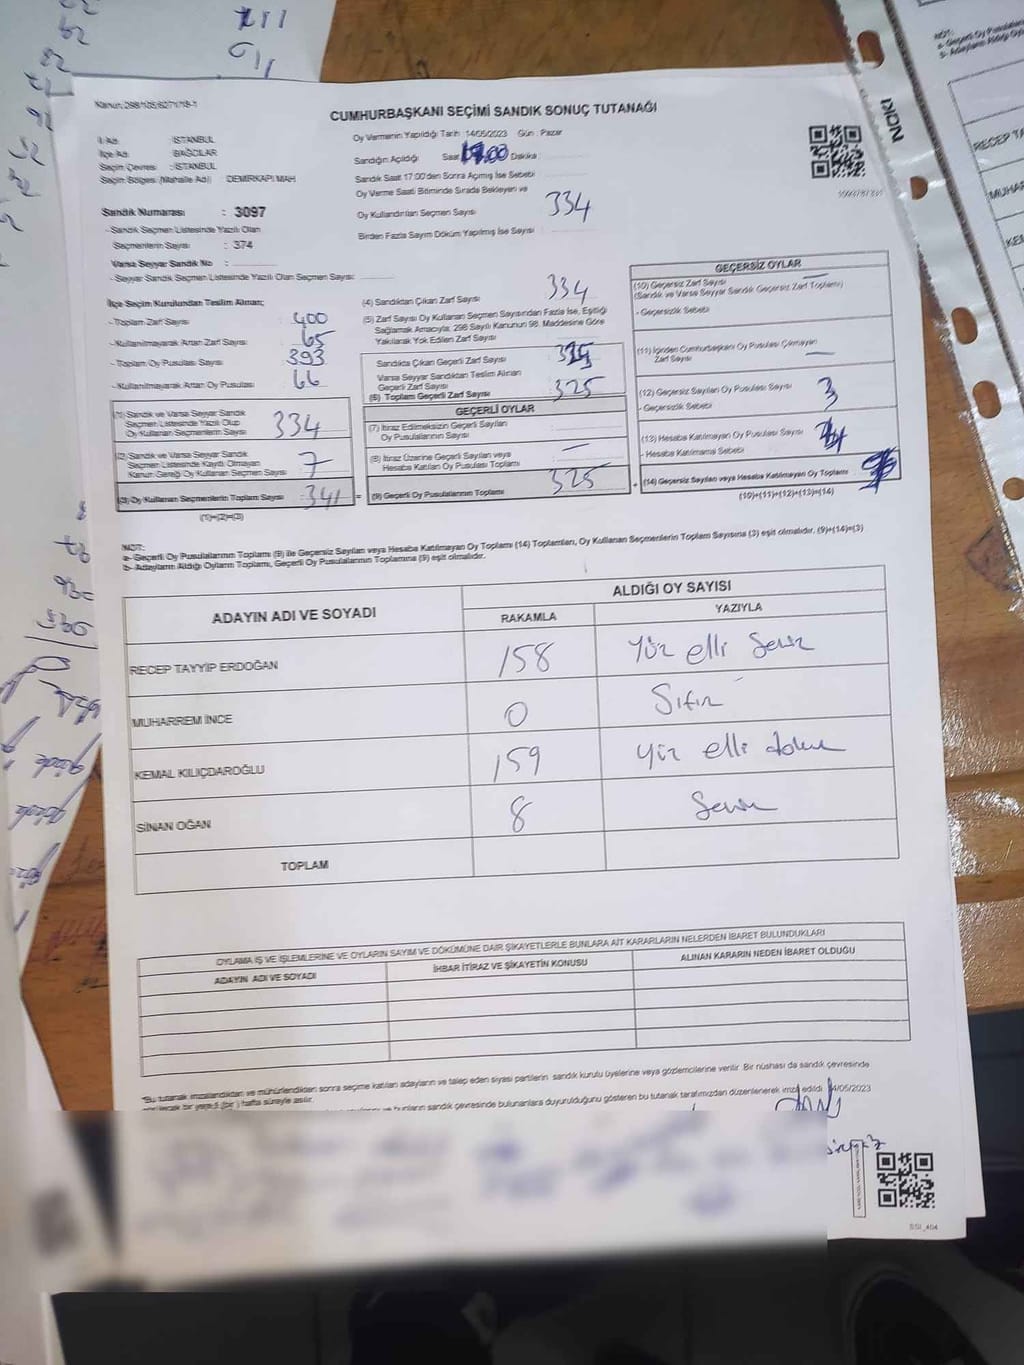 Kanun: 298/105;6271/18-1
CUMHURBAŞKANI SEÇİMİ SANDIK SONUÇ TUTANAĞI
İl Adı : İSTANBUL
İlçe Adı : BAĞCILAR
Seçim Çevresi : İSTANBUL
Seçim Bölgesi (Mahalle Adı) DEMİRKAPI MAH
Sandık Numarası : 3097
- Sandık Seçmen Listesinde Yazılı Olan
Seçmenlerin Sayısı : 374
Varsa Seyyar Sandık No :
- Seyyar Sandık Seçmen Listesinde Yazılı Olan Seçmen Sayısı:
Oy Vermenin Yapıldığı Tarih : 14/05/2023 Gün : Pazar
Sandığın Açıldığı Saat Dakika
Sandık Saat 17:00'den Sonra Açılmış İse Sebebi
Oy Verme Saati Bitiminde Sırada Bekleyen ve
Oy Kullandırılan Seçmen Sayısı 334
Birden Fazla Sayım Döküm Yapılmış İse Sayısı :
İlçe Seçim Kurulundan Teslim Alınan;
- Toplam Zarf Sayısı : 400
- Kullanılmayarak Artan Zarf Sayısı : 65
- Toplam Oy Pusulası Sayısı : 393
- Kullanılmayarak Artan Oy Pusulası : 66
(1) Sandık ve Varsa Seyyar Sandık
Seçmen Listesinde Yazılı Olup
Oy Kullanan Seçmenlerin Sayısı 334
(2) Sandık ve Varsa Seyyar Sandık
Seçmen Listesinde Kayıtlı Olmayan
Kanun Gereği Oy Kullanan Seçmen Sayısı 7
(3) Oy Kullanan Seçmenlerin Toplam Sayısı 341
(1)+(2)=(3)
(4) Sandıktan Çıkan Zarf Sayısı 334
(5) Zarf Sayısı Oy Kullanan Seçmen Sayısından Fazla İse, Eşitliği
Sağlamak Amacıyla; 298 Sayılı Kanunun 98. Maddesine Göre
Yakılarak Yok Edilen Zarf Sayısı
Sandıkta Çıkan Geçerli Zarf Sayısı
Varsa Seyyar Sandıktan Teslim Alınan
Geçerli Zarf Sayısı
(6) Toplam Geçerli Zarf Sayısı 325
GEÇERLİ OYLAR
(7) İtiraz Edilmeksizin Geçerli Sayılan
Oy Pusulalarının Sayısı
(8) İtiraz Üzerine Geçerli Sayılan veya
Hesaba Katılan Oy Pusulası Toplamı —
= (9) Geçerli Oy Pusulalarının Toplamı 325
GEÇERSİZ OYLAR
(10) Geçersiz Zarf Sayısı —
(Sandık ve Varsa Seyyar Sandık Geçersiz Zarf Toplamı)
- Geçersizlik Sebebi
(11) İçinden Cumhurbaşkanı Oy Pusulası Çıkmayan
Zarf Sayısı —
(12) Geçersiz Sayılan Oy Pusulası Sayısı 3
- Geçersizlik Sebebi
(13) Hesaba Katılmayan Oy Pusulası Sayısı
- Hesaba Katılmama Sebebi
+ (14) Geçersiz Sayılan veya Hesaba Katılmayan Oy Toplamı
(10)+(11)+(12)+(13)=(14)
NOT:
a- Geçerli Oy Pusulalarının Toplamı (9) ile Geçersiz Sayılan veya Hesaba Katılmayan Oy Toplamı (14) Toplamları, Oy Kullanan Seçmenlerin Toplam Sayısına (3) eşit olmalıdır. (9)+(14)=(3)
b- Adayların Aldığı Oyların Toplamı, Geçerli Oy Pusulalarının Toplamına (9) eşit olmalıdır.
ADAYIN ADI VE SOYADI
ALDIĞI OY SAYISI
RAKAMLA YAZIYLA
RECEP TAYYİP ERDOĞAN 158 Yüz elli Sekiz
MUHARREM İNCE 0 Sıfır
KEMAL KILIÇDAROĞLU 159 Yüz elli dokuz
SİNAN OĞAN 8 Sekiz
TOPLAM
OYLAMA İŞ VE İŞLEMLERİNE VE OYLARIN SAYIM VE DÖKÜMÜNE DAİR ŞİKAYETLERLE BUNLARA AİT KARARLARIN NELERDEN İBARET BULUNDUKLARI
ADAYIN ADI VE SOYADI İHBAR İTİRAZ VE ŞİKAYETİN KONUSU ALINAN KARARIN NEDEN İBARET OLDUĞU
"Bu tutanak imzalandıktan ve mühürlendikten sonra seçime katılan adayların ve talep eden siyasi partilerin sandık kurulu üyelerine veya gözlemcilerine verilir. Bir nüshası da sandık çevresinde
görülecek bir yere 1 (bir) hafta süreyle asılır.
bunların sandık çevresinde bulunanlara duyurulduğunu gösteren bu tutanak tarafımızdan düzenlenerek imza edildi. 14/05/2023
SSI_404
NOKI
NOT:
RECEP TA
MUHAR
KE